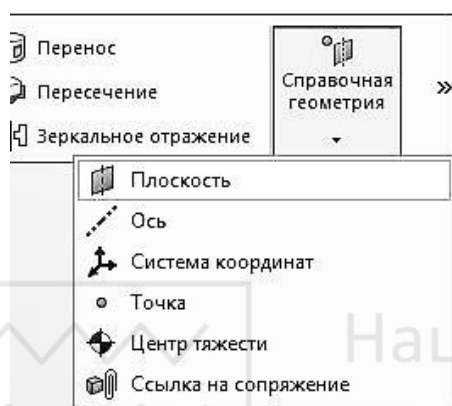 Перенос
Пересечение
Зеркальное отражение
Справочная
геометрия
Плоскость
Ось
Система координат
Точка
Центр тяжести
Ссылка на сопряжение